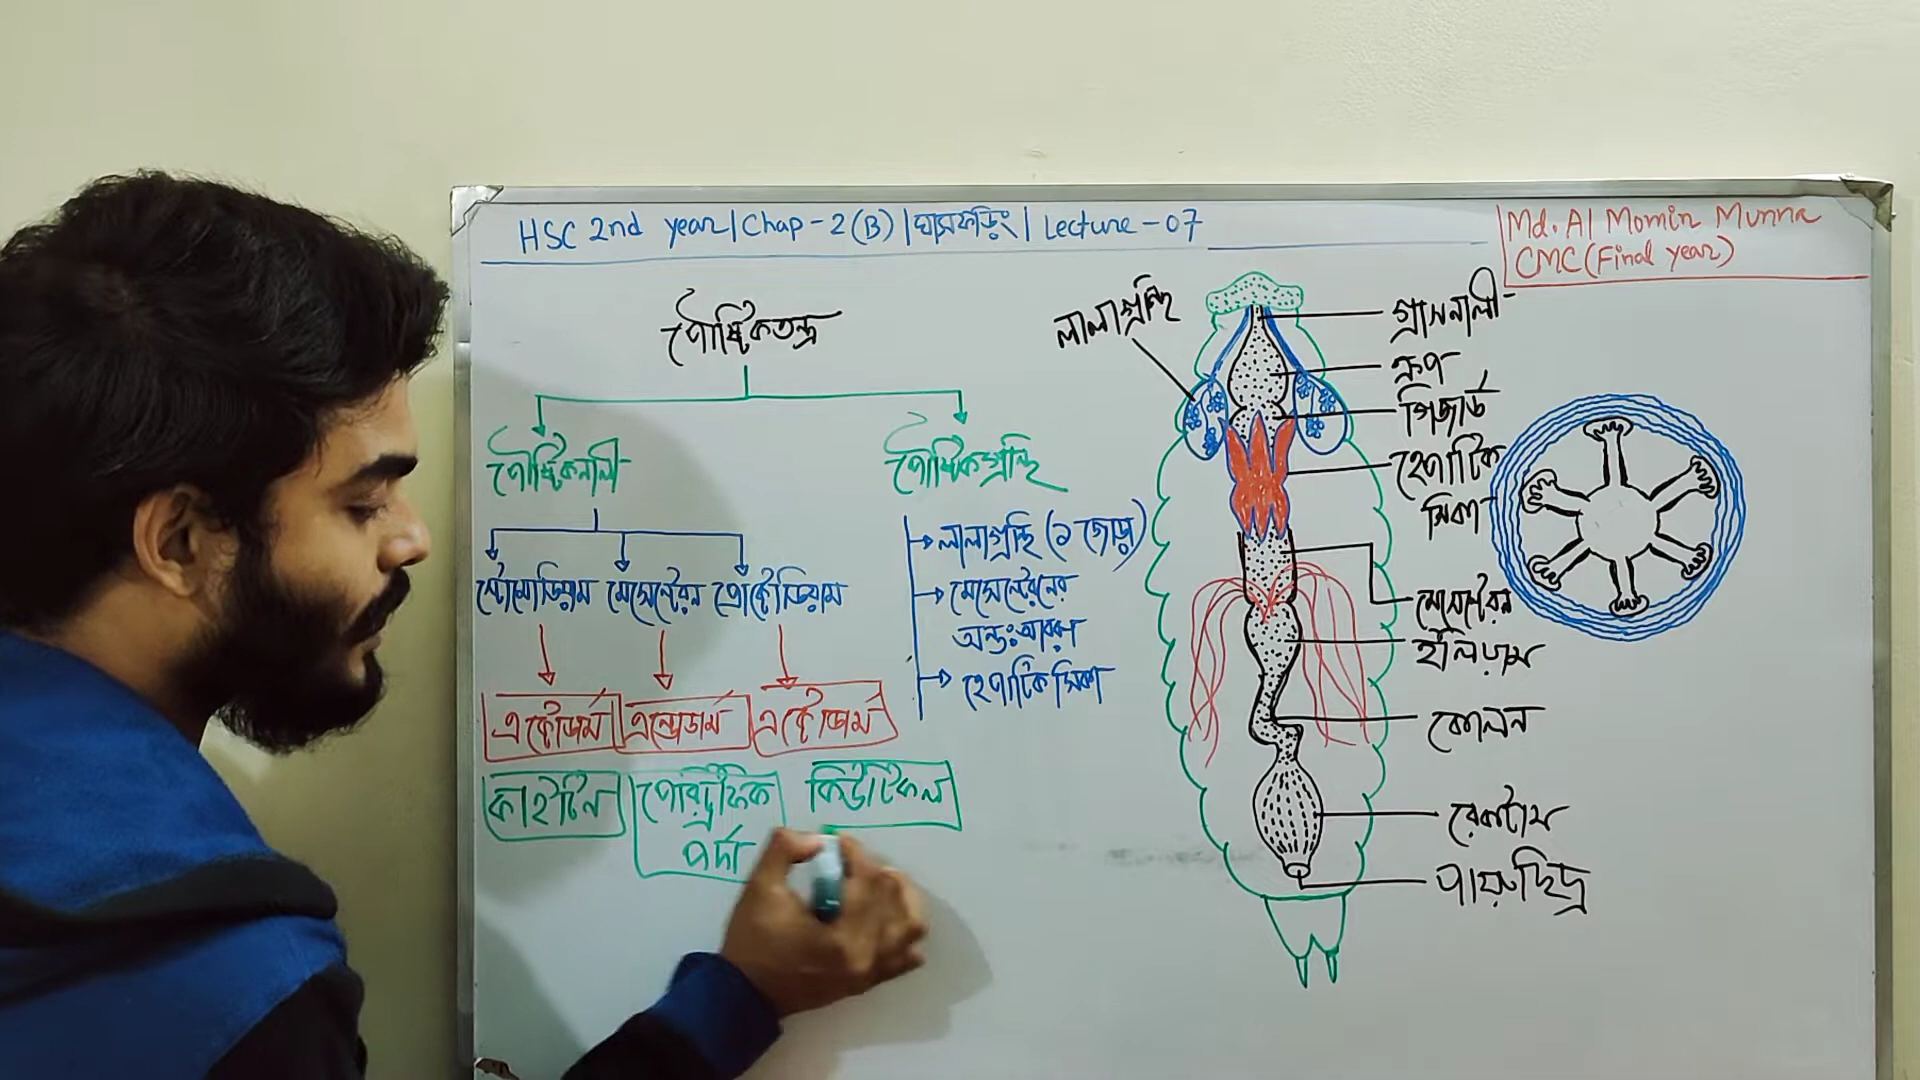 HSC 2nd year | Chap - 2 (B) | ঘাসফড়িং | Lecture - 07
Md. Al Momin Munna
CMC (Final year)
পৌষ্টিকতন্ত্র
পৌষ্টিকনালী
পৌষ্টিকগ্রন্থি
স্টোমোডিয়াম মেসেন্টেরন প্রোক্টোডিয়াম
এক্টোডার্ম এন্ডোডার্ম এক্টোডার্ম
কাইটিন
পেরিট্রফিক
পর্দা
কিউটিকল
লালাগ্রন্থি (১ জোড়া)
মেসেন্টেরনের
অন্তঃআবরণ
হেপাটিক সিকা
লালাগ্রন্থি
গ্রাসনালী
ক্রপ
গিজার্ড
হেপাটিক
সিকা
মেসেন্টেরন
ইলিয়াম
কোলন
রেকটাম
পায়ুছিদ্র